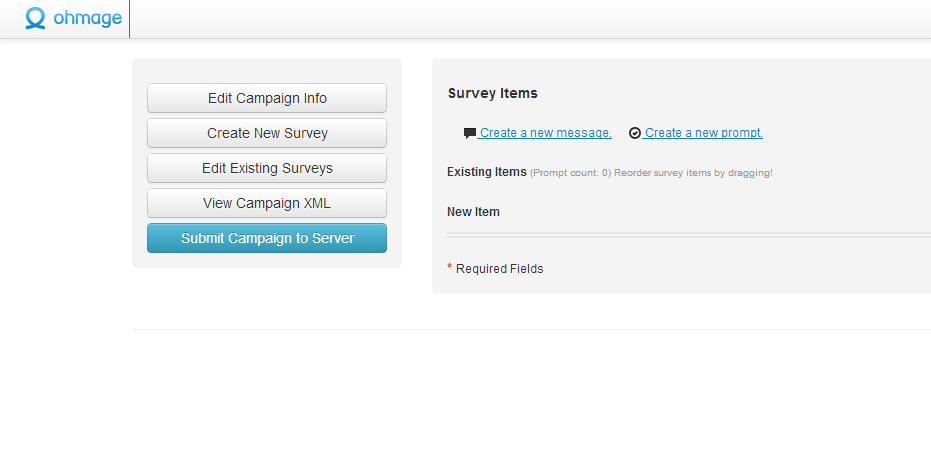 ohmage
Edit Campaign Info
Create New Survey
Edit Existing Surveys
View Campaign XML
Submit Campaign to Server
Survey Items
Create a new message. Create a new prompt.
Existing Items (Prompt count: 0) Reorder survey items by dragging!
New Item
* Required Fields